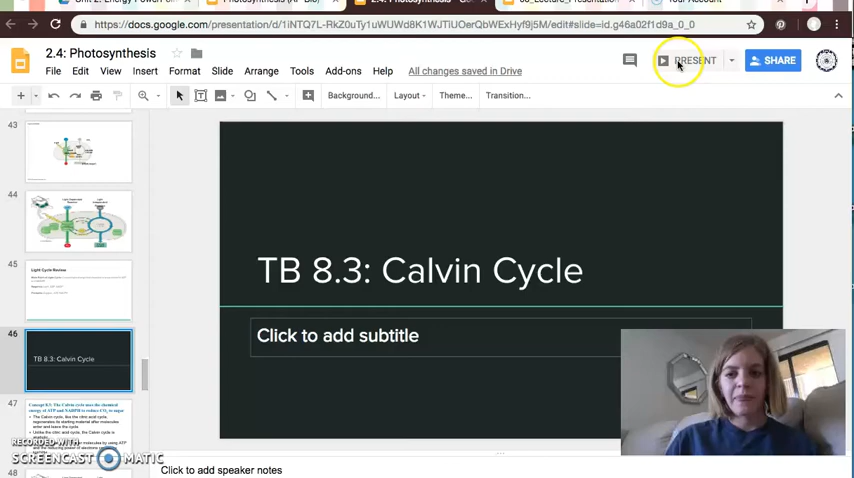 https://docs.google.com/presentation/d/1iNTQ7L-RkZ0uTy1uWUWd8K1WJTlUOerQbWExHyf9j5M/edit#slide=id.g46a02f1d9a_0_0
2.4: Photosynthesis
PRESENT
SHARE
File Edit View Insert Format Slide Arrange Tools Add-ons Help All changes saved in Drive
Background... Layout Theme... Transition...
43
44
45
Light Cycle Review
46
TB 8.3: Calvin Cycle
TB 8.3: Calvin Cycle
Click to add subtitle
47
Concept 8.3: The Calvin cycle uses the chemical
energy of ATP and NADPH to reduce CO2 to sugar
The Calvin cycle, like the citric acid cycle,
regenerates its starting material after molecules
enter and leave the cycle
Unlike the citric acid cycle, the Calvin cycle is
RECORDED WITH
SCREENCAST MATIC
48
Click to add speaker notes